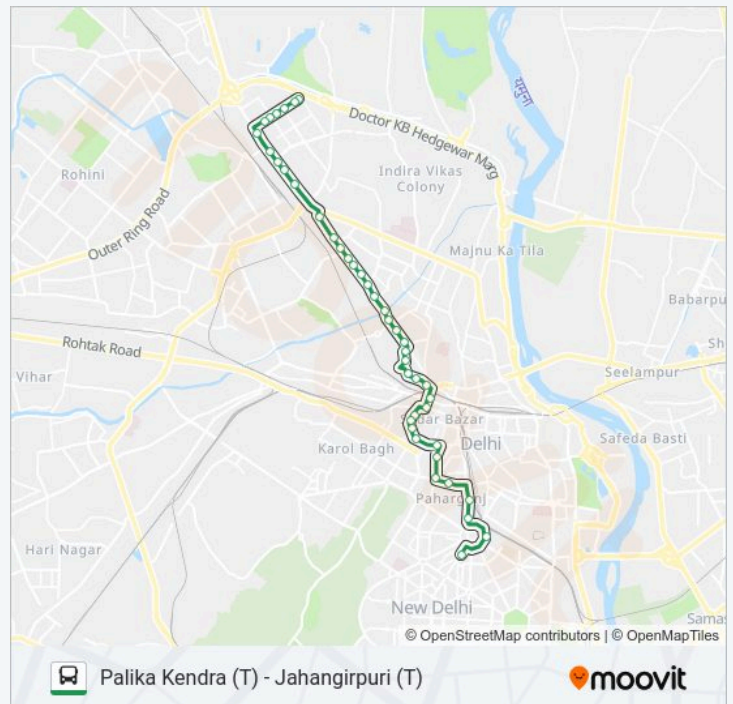 यमुना
Doctor KB Hedgewar Marg
Rohini
Indira Vikas
Colony
Outer Ring Road
Majnu Ka Tila
Babarpu
Rohtak Road
Sh
Vihar
Seelampur
Sadar Bazar
Karol Bagh
Delhi
Safeda Basti
Paharganj
Hari Nagar
New Delhi
Samas
© OpenStreetMap contributors | © OpenMapTiles
Palika Kendra (T) - Jahangirpuri (T)
moovit